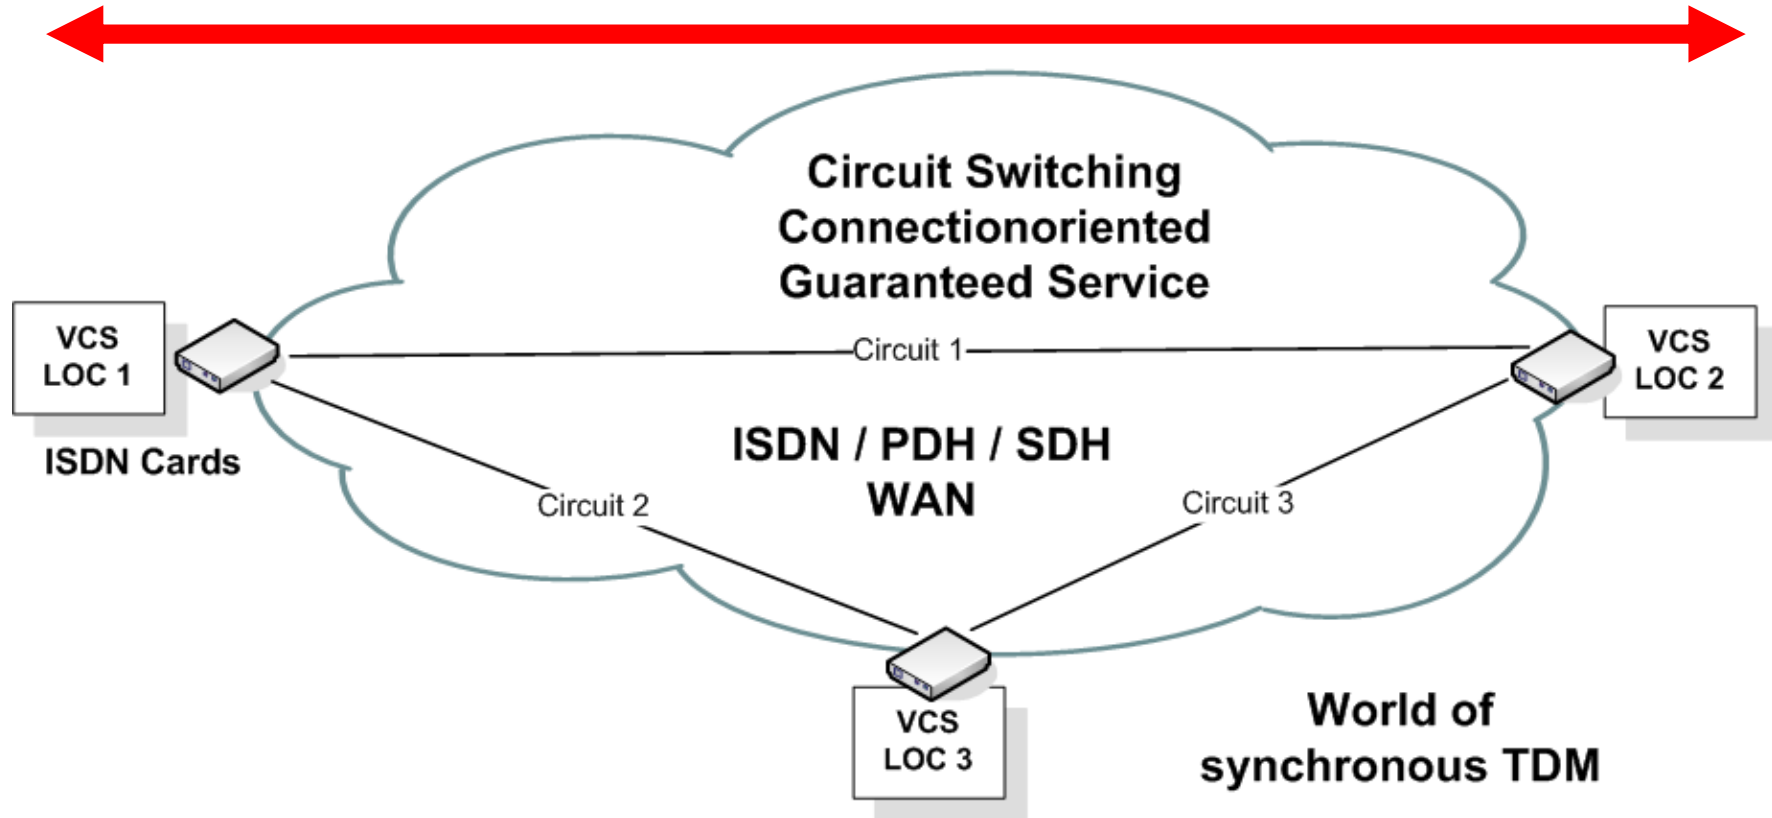 Circuit Switching
Connectionoriented
Guaranteed Service
VCS
LOC 1
ISDN Cards
Circuit 1
VCS
LOC 2
ISDN / PDH / SDH
WAN
Circuit 2
Circuit 3
VCS
LOC 3
World of
synchronous TDM